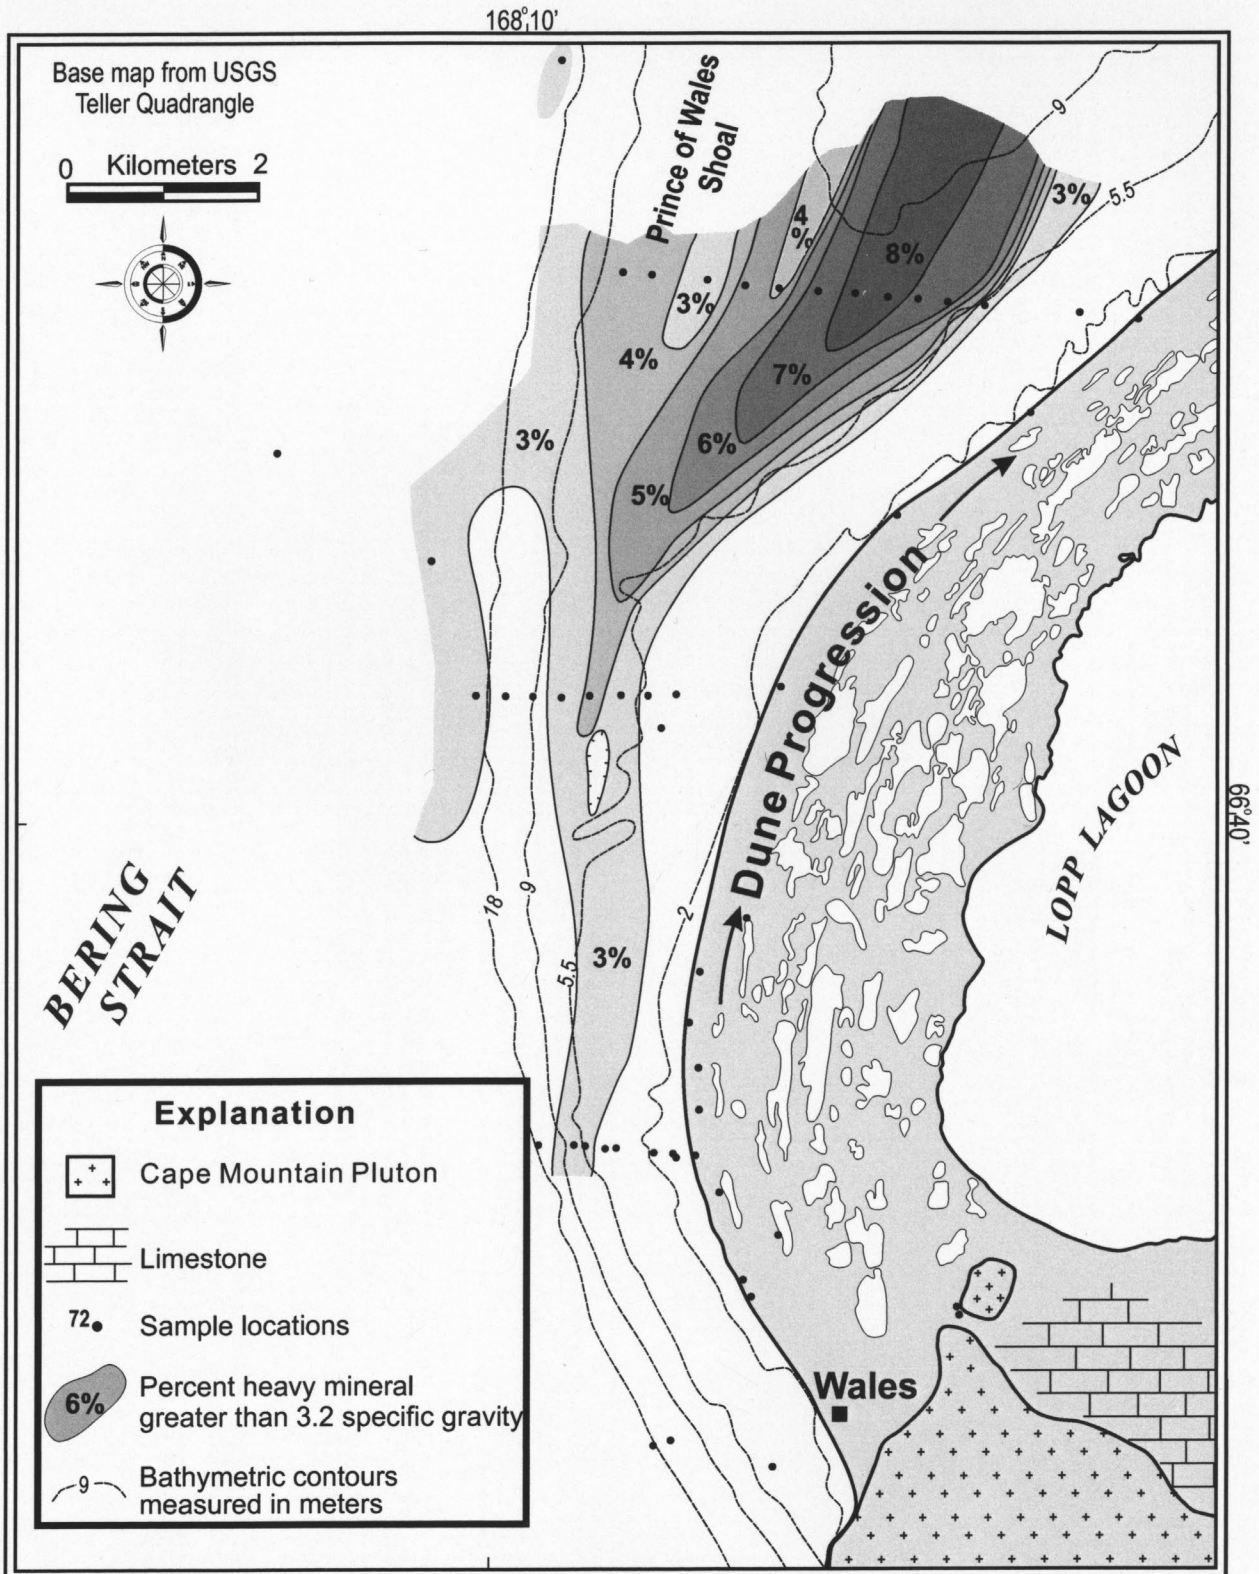 168°10'
Base map from USGS
Teller Quadrangle
0 Kilometers 2
Prince of Wales
Shoal
9
5.5
3%
4
%
8%
3%
4%
7%
3%
6%
5%
Dune Progression
LOPP LAGOON
66°40'
BERING
STRAIT
18
9
2
5.5
3%
Explanation
Cape Mountain Pluton
Limestone
72 Sample locations
6%
Percent heavy mineral
greater than 3.2 specific gravity
9
Bathymetric contours
measured in meters
Wales